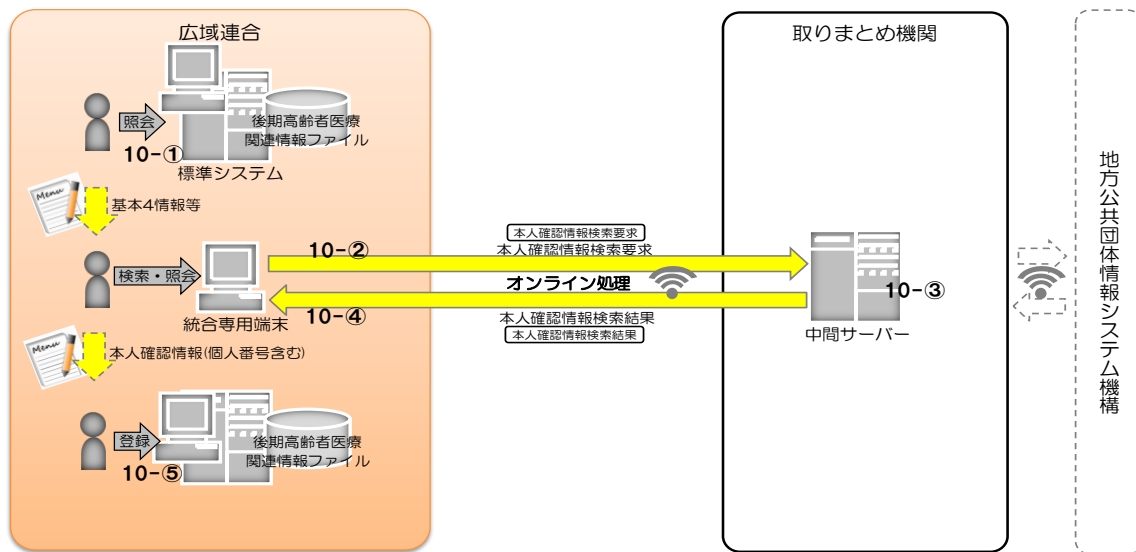 広域連合
照会
10-①
後期高齢者医療
関連情報ファイル
標準システム
Menu
基本4情報等
検索・照会
統合専用端末
10-②
本人確認情報検索要求
本人確認情報検索要求
オンライン処理
10-④
本人確認情報検索結果
本人確認情報検索結果
Menu
本人確認情報(個人番号含む)
登録
10-⑤
後期高齢者医療
関連情報ファイル
取りまとめ機関
10-③
中間サーバー
地方公共団体情報システム機構